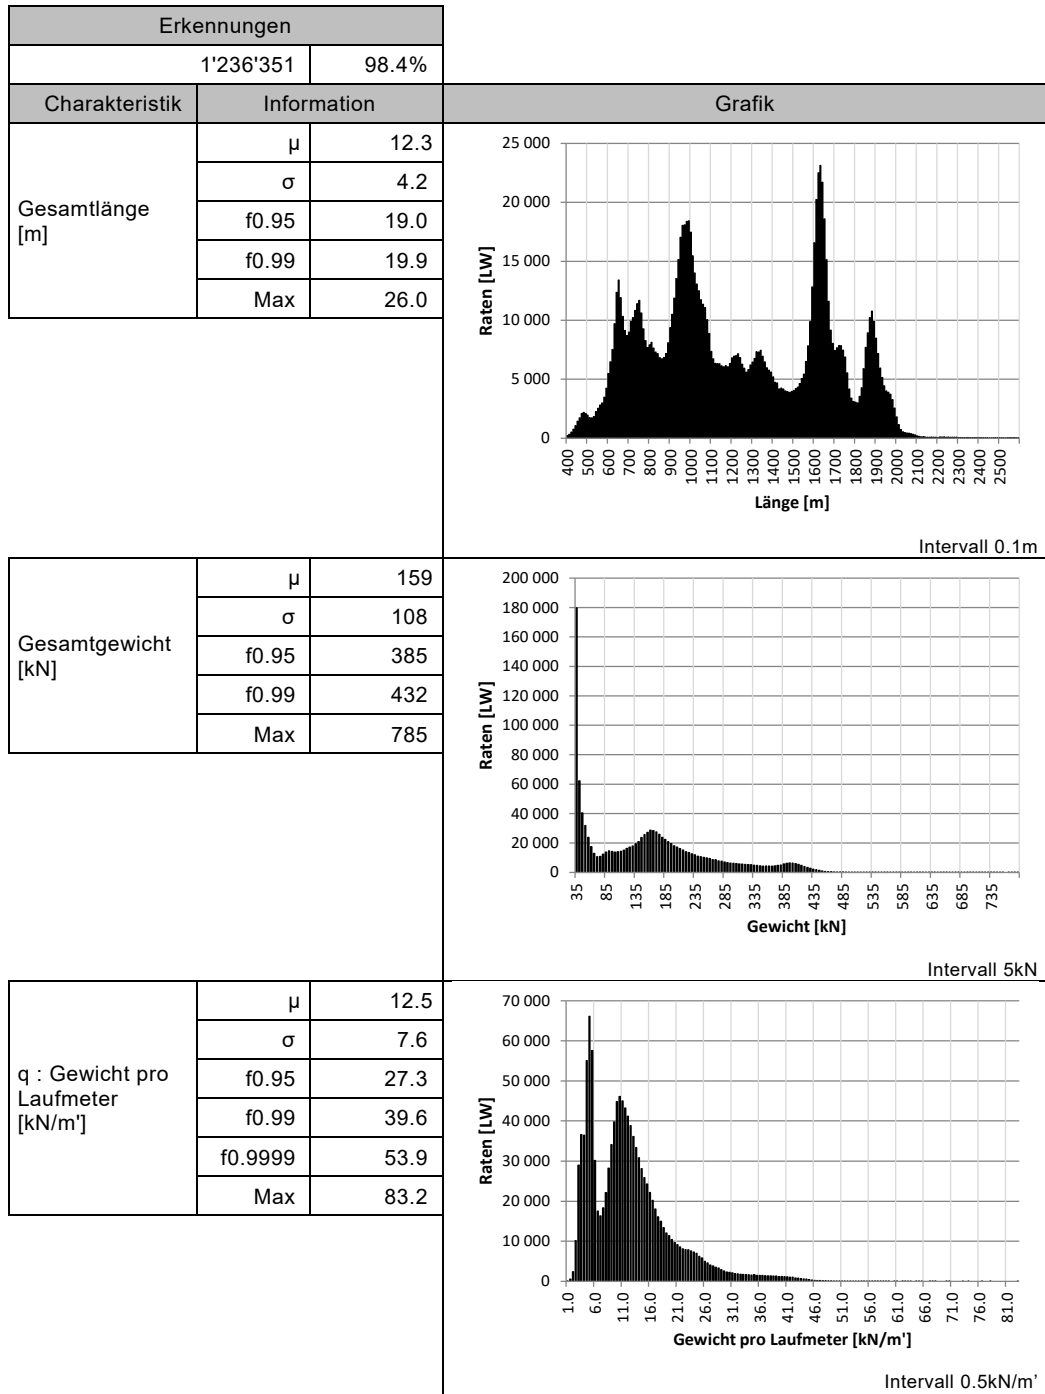 Erkennungen
1'236'351 98.4%
Charakteristik Information Grafik
Gesamtlänge
[m]
μ 12.3
σ 4.2
f0.95 19.0
f0.99 19.9
Max 26.0
25 000
20 000
15 000
10 000
5 000
0
Raten [LW]
400 500 600 700 800 900 1000 1100 1200 1300 1400 1500 1600 1700 1800 1900 2000 2100 2200 2300 2400 2500
Länge [m]
Intervall 0.1m
Gesamtgewicht
[kN]
μ 159
σ 108
f0.95 385
f0.99 432
Max 785
200 000
180 000
160 000
140 000
120 000
100 000
80 000
60 000
40 000
20 000
0
Raten [LW]
35 85 135 185 235 285 335 385 435 485 535 585 635 685 735
Gewicht [kN]
Intervall 5kN
q : Gewicht pro
Laufmeter
[kN/m']
μ 12.5
σ 7.6
f0.95 27.3
f0.99 39.6
f0.9999 53.9
Max 83.2
70 000
60 000
50 000
40 000
30 000
20 000
10 000
0
Raten [LW]
1.0 6.0 11.0 16.0 21.0 26.0 31.0 36.0 41.0 46.0 51.0 56.0 61.0 66.0 71.0 76.0 81.0
Gewicht pro Laufmeter [kN/m']
Intervall 0.5kN/m’